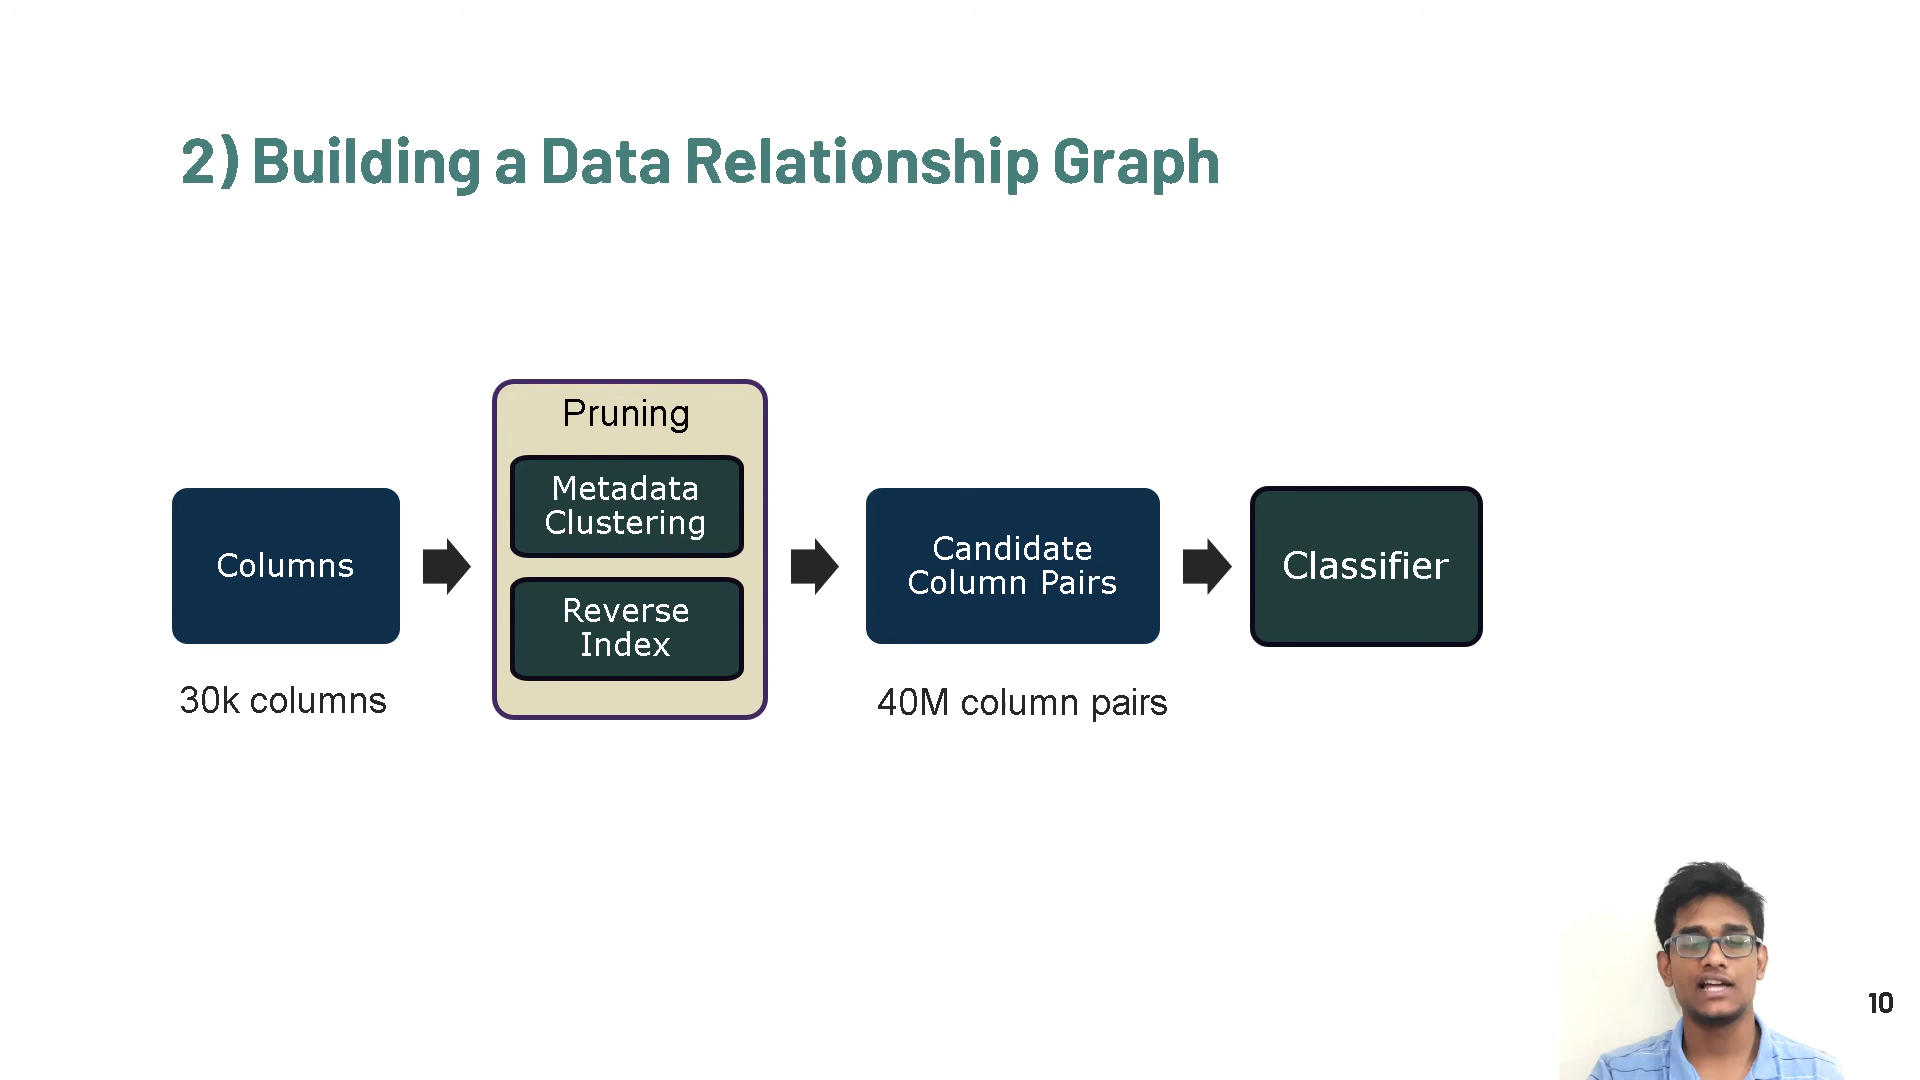 2) Building a Data Relationship Graph
Pruning
Metadata
Clustering
Reverse
Index
Columns
Candidate
Column Pairs
Classifier
30k columns
40M column pairs
10